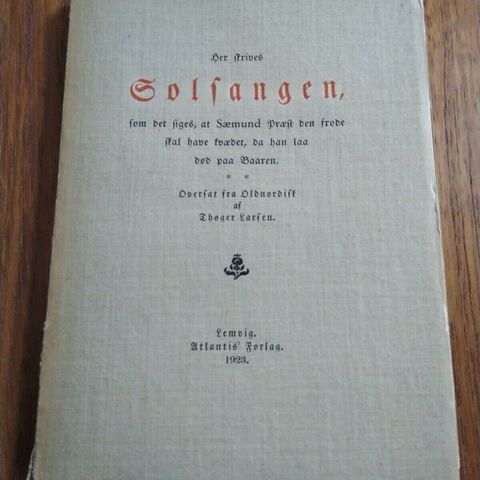 Her skrives
Solsangen,
som det siges, at Sæmund Præst den frode
skal have kvædet, da han laa
død paa Baaren.
* *
Oversat fra Oldnordisk
af
Thøger Larsen.
Lemvig.
Atlantis' Forlag.
1923.